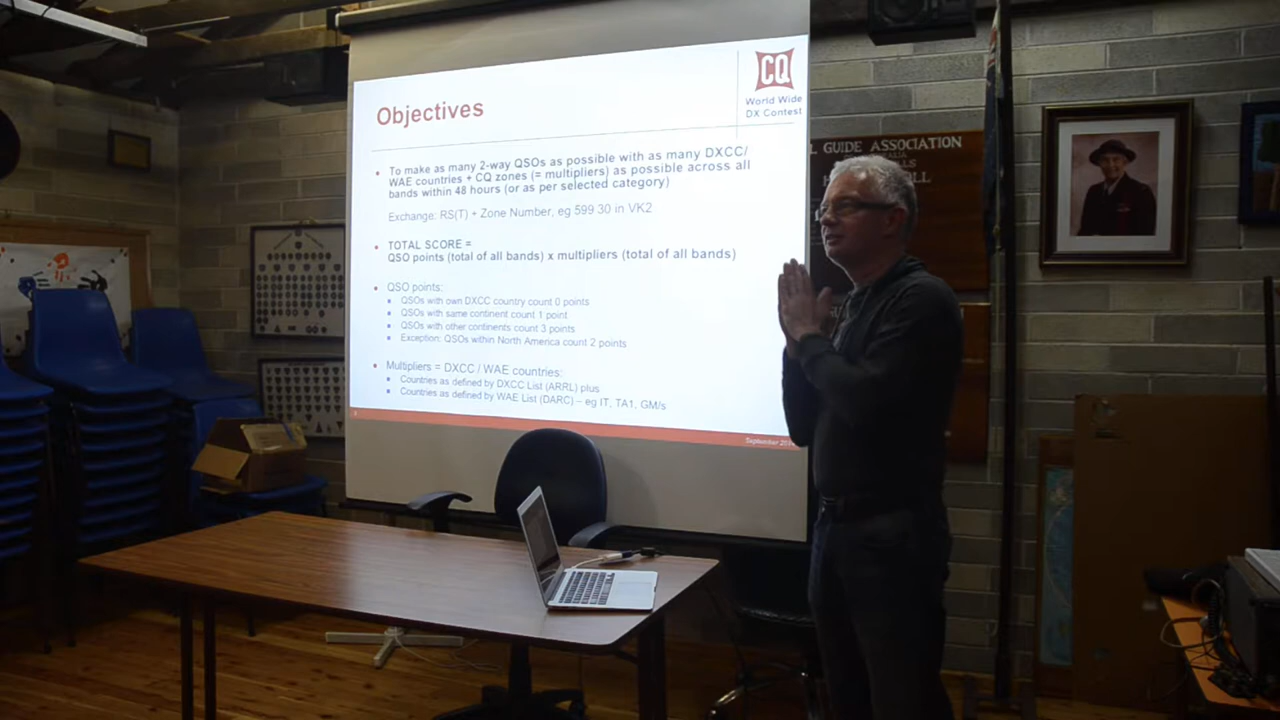 CQ
World Wide
DX Contest
Objectives
To make as many 2-way QSOs as possible with as many DXCC/
WAE countries + CQ zones (= multipliers) as possible across all
bands within 48 hours (or as per selected category)
Exchange: RS(T) + Zone Number, eg 599 30 in VK2
TOTAL SCORE =
QSO points (total of all bands) x multipliers (total of all bands)
QSO points:
QSOs with own DXCC country count 0 points
QSOs with same continent count 1 point
QSOs with other continents count 3 points
Exception: QSOs within North America count 2 points
Multipliers = DXCC / WAE countries:
Countries as defined by DXCC List (ARRL) plus
Countries as defined by WAE List (DARC) – eg IT, TA1, GM/s
September
L GUIDE ASSOCIATION